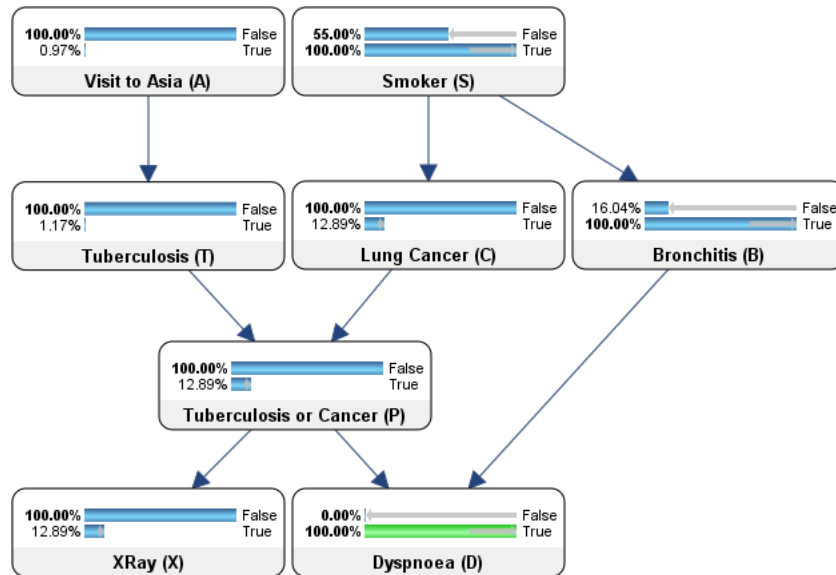 100.00% False
0.97% True
Visit to Asia (A)
55.00% False
100.00% True
Smoker (S)
100.00% False
1.17% True
Tuberculosis (T)
100.00% False
12.89% True
Lung Cancer (C)
16.04% False
100.00% True
Bronchitis (B)
100.00% False
12.89% True
Tuberculosis or Cancer (P)
100.00% False
12.89% True
XRay (X)
0.00% False
100.00% True
Dyspnoea (D)